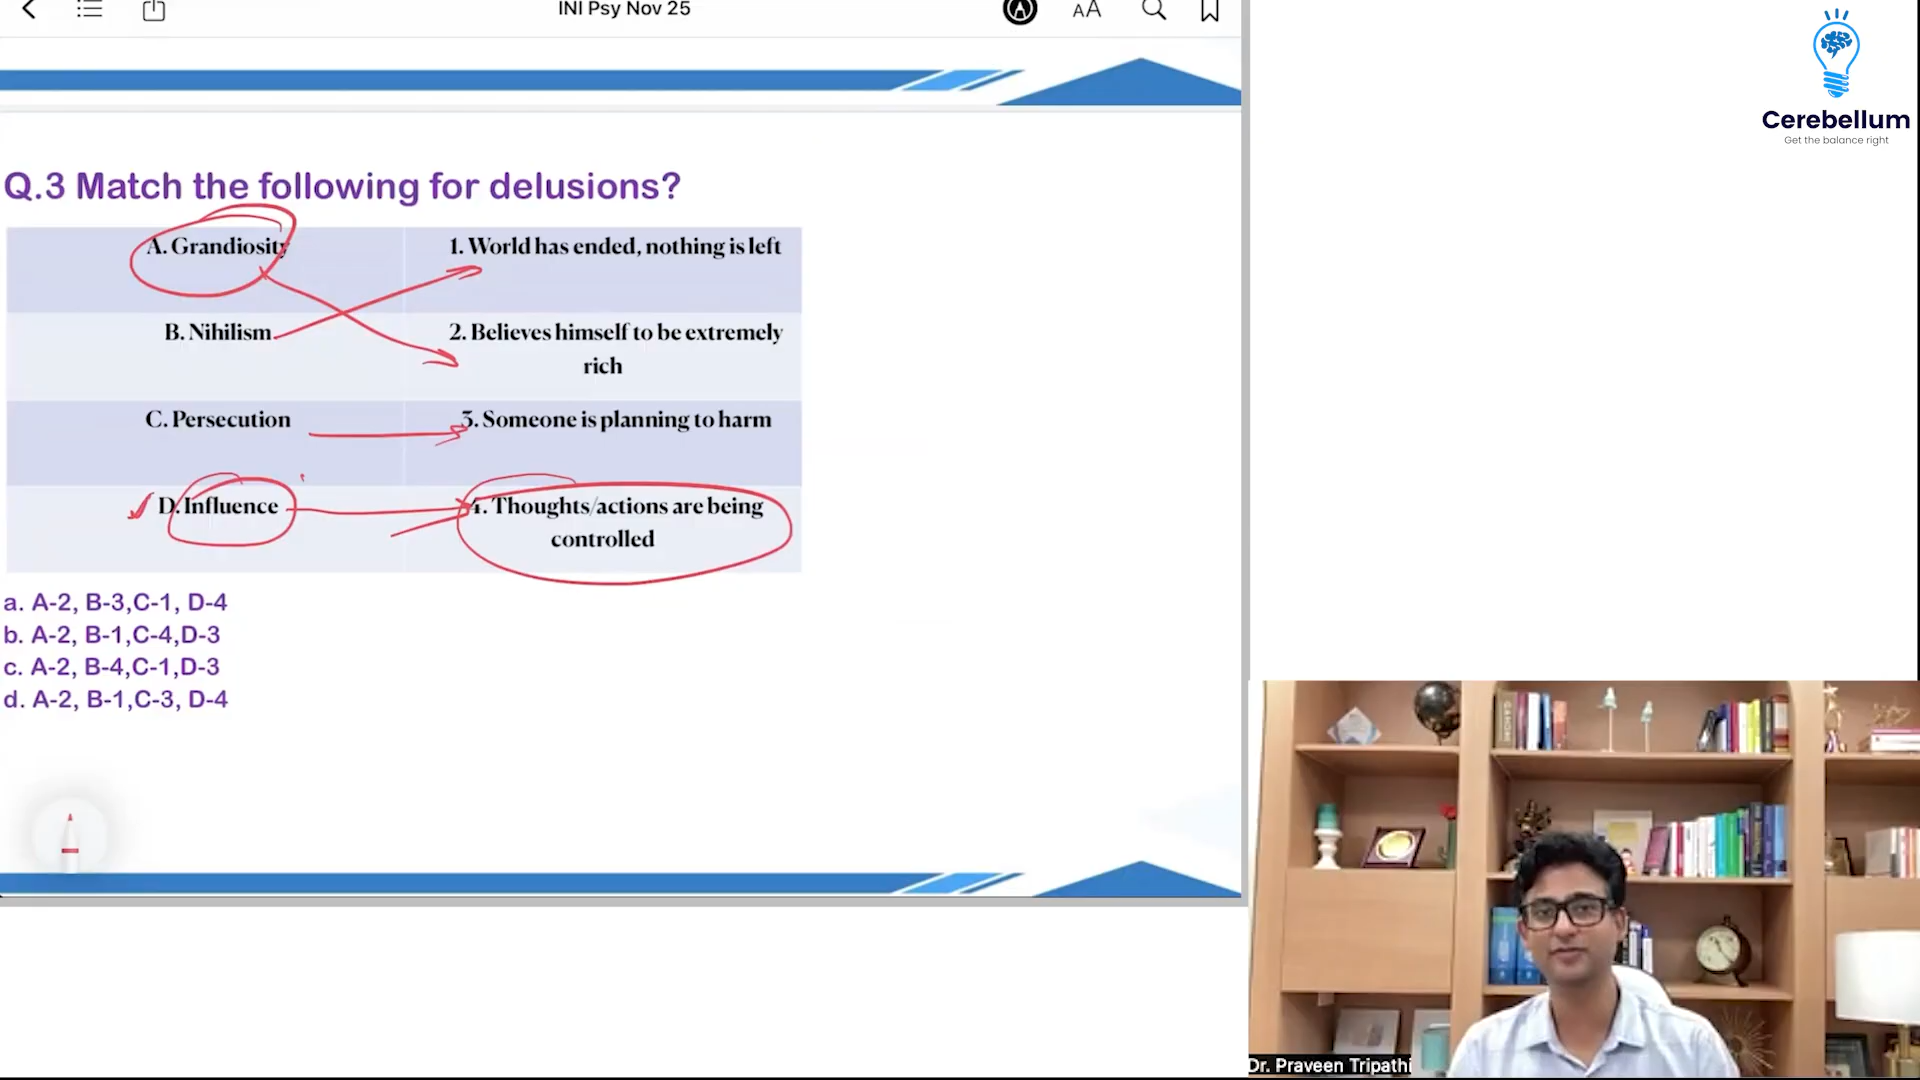 INI Psy Nov 25
AA
Cerebellum
Get the balance right
Q.3 Match the following for delusions?
A. Grandiosity
1. World has ended, nothing is left
B. Nihilism
2. Believes himself to be extremely
rich
C. Persecution
3. Someone is planning to harm
D. Influence
4. Thoughts/actions are being
controlled
a. A-2, B-3,C-1, D-4
b. A-2, B-1,C-4,D-3
c. A-2, B-4,C-1,D-3
d. A-2, B-1,C-3, D-4
Dr. Praveen Tripathi